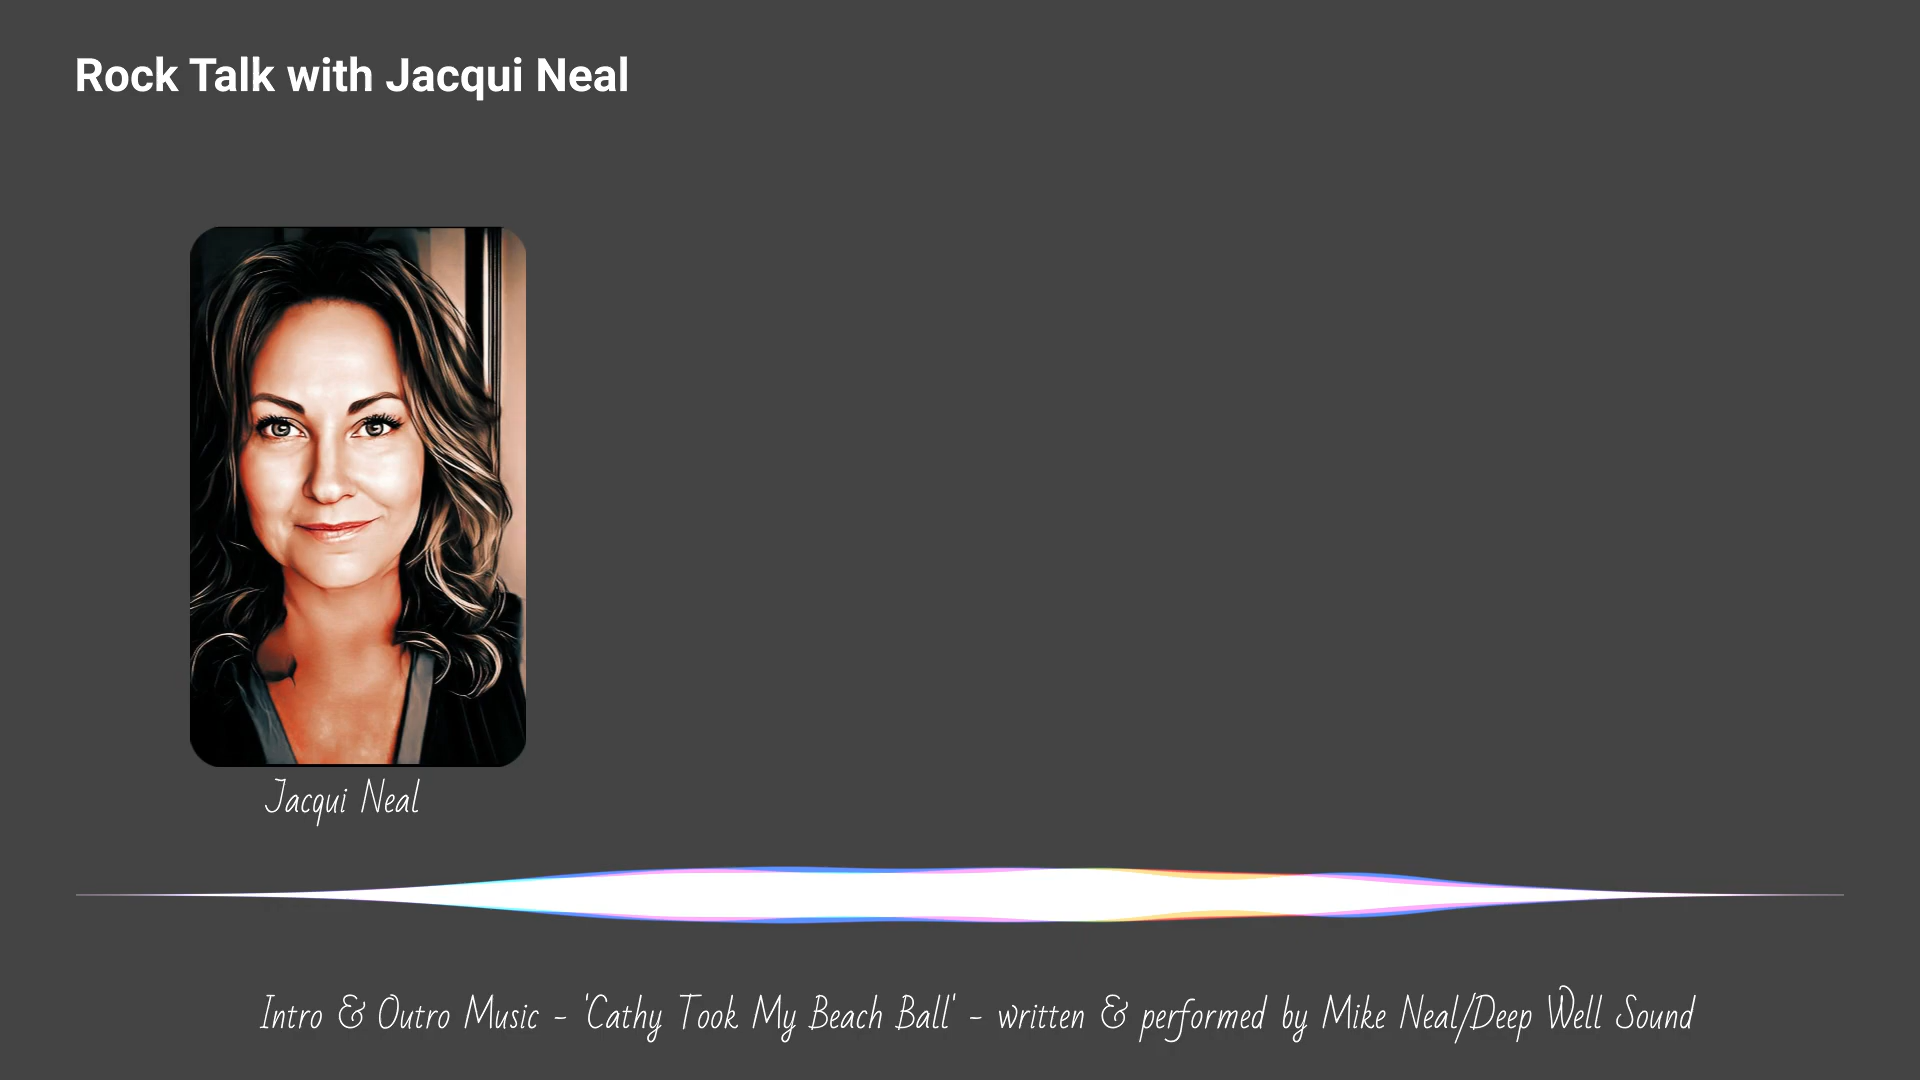 Rock Talk with Jacqui Neal
Jacqui Neal
Intro & Outro Music - 'Cathy Took My Beach Ball' - written & performed by Mike Neal/Deep Well Sound